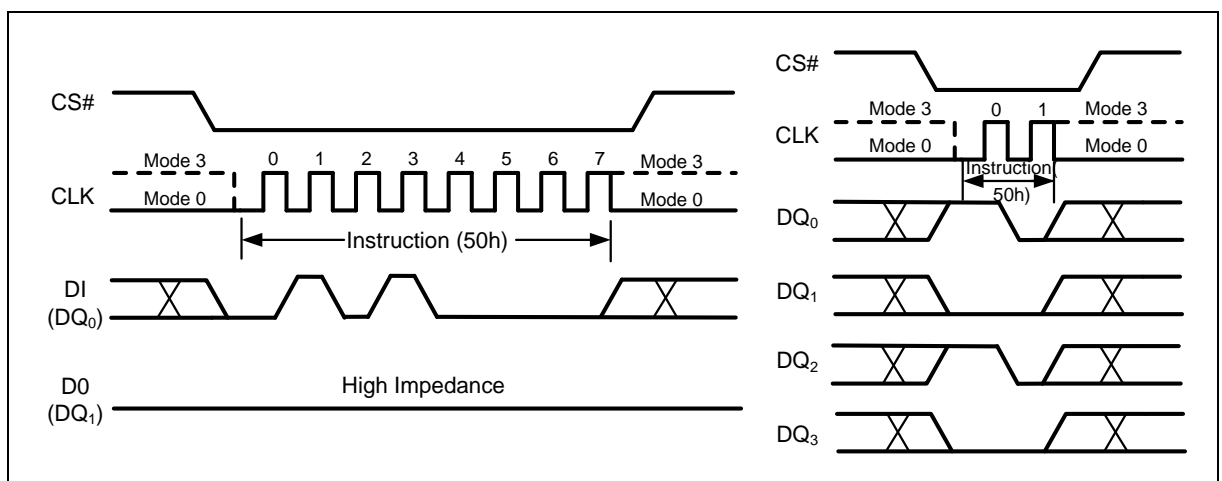 CS#
Mode 3 0 1 2 3 4 5 6 7 Mode 3
CLK
Mode 0 Mode 0
Instruction (50h)
DI
(DQ0)
D0
(DQ1)
High Impedance
CS#
Mode 3 0 1 Mode 3
CLK
Mode 0 Mode 0
Instruction(
50h)
DQ0
DQ1
DQ2
DQ3